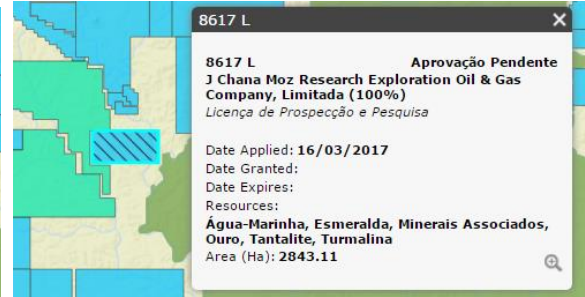 8617 L
8617 L Aprovação Pendente
J Chana Moz Research Exploration Oil & Gas
Company, Limitada (100%)
Licença de Prospecção e Pesquisa
Date Applied: 16/03/2017
Date Granted:
Date Expires:
Resources:
Água-Marinha, Esmeralda, Minerais Associados,
Ouro, Tantalite, Turmalina
Area (Ha): 2843.11